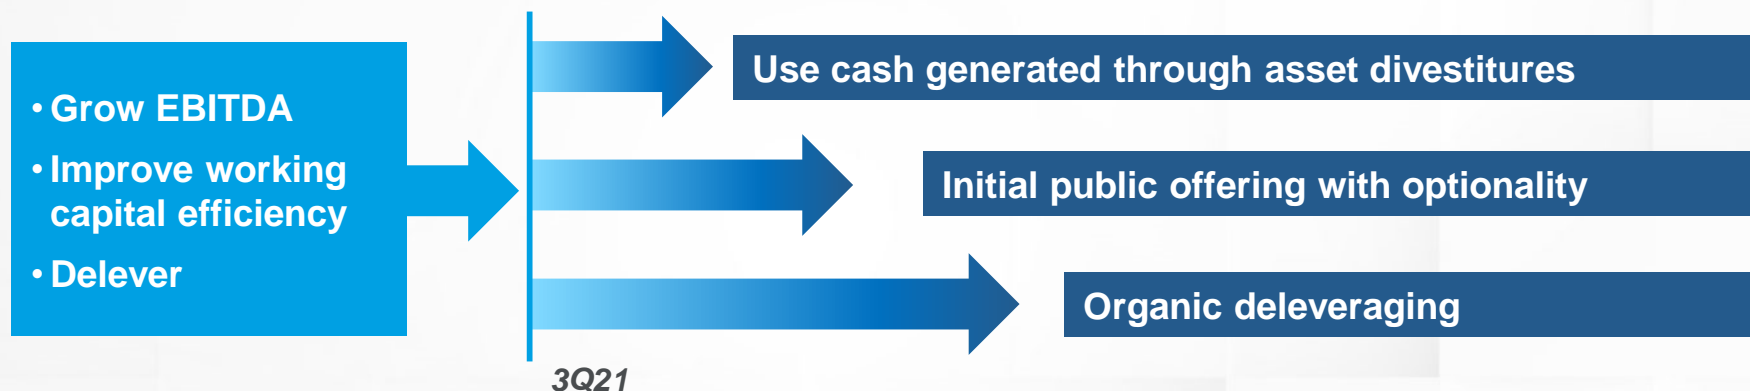 • Grow EBITDA
• Improve working
capital efficiency
• Delever
Use cash generated through asset divestitures
Initial public offering with optionality
Organic deleveraging
3Q21